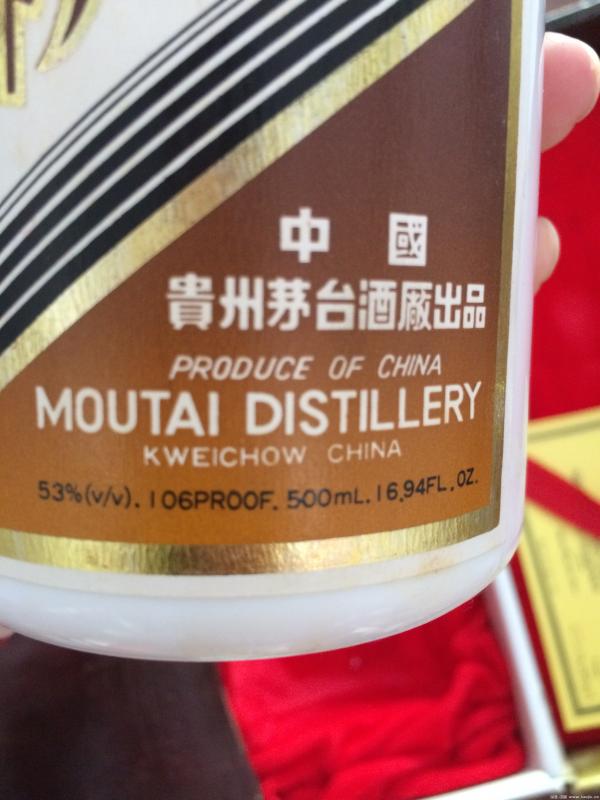 中 國
貴州茅台酒廠出品
PRODUCE OF CHINA
MOUTAI DISTILLERY
KWEICHOW CHINA
53%(v/v). 106PROOF. 500mL. 16.94FL.OZ.